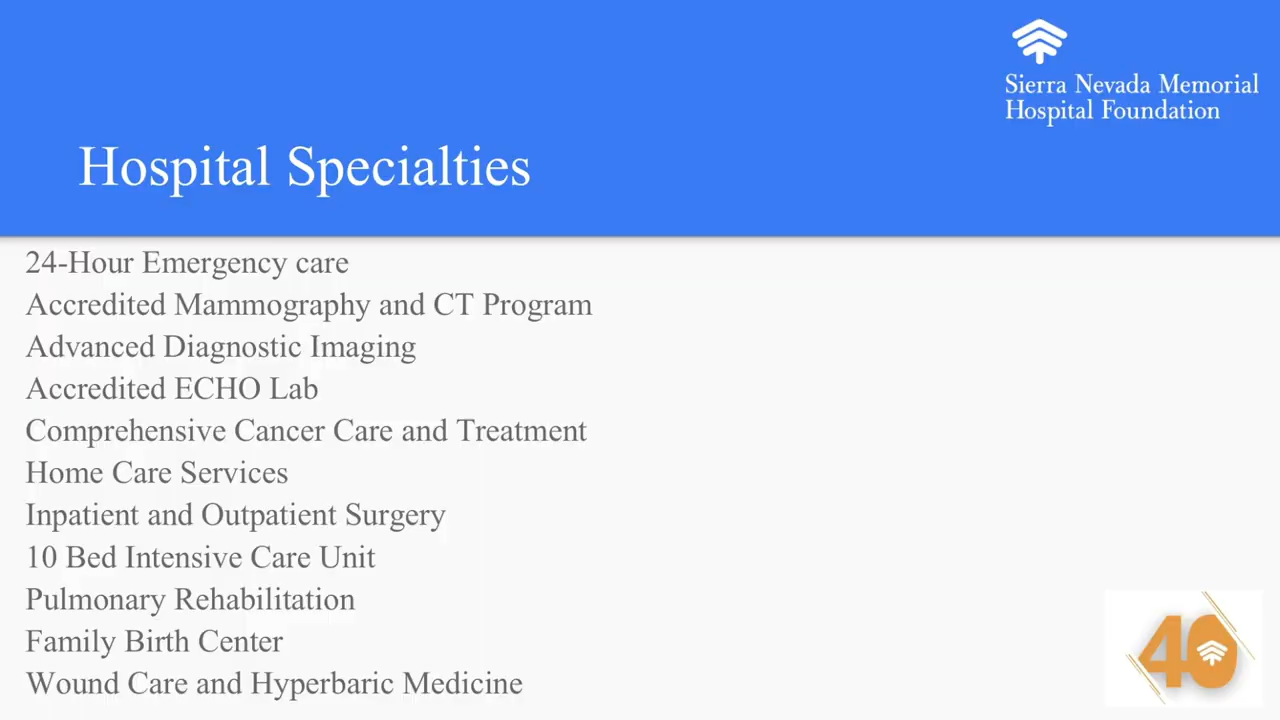 Sierra Nevada Memorial
Hospital Foundation
Hospital Specialties
24-Hour Emergency care
Accredited Mammography and CT Program
Advanced Diagnostic Imaging
Accredited ECHO Lab
Comprehensive Cancer Care and Treatment
Home Care Services
Inpatient and Outpatient Surgery
10 Bed Intensive Care Unit
Pulmonary Rehabilitation
Family Birth Center
Wound Care and Hyperbaric Medicine
40